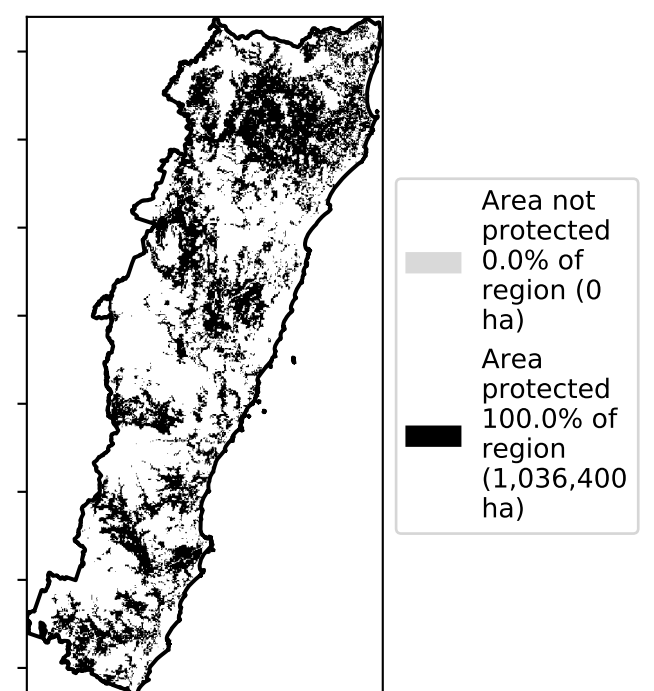 Area not
protected
0.0% of
region (0
ha)
Area
protected
100.0% of
region
(1,036,400
ha)